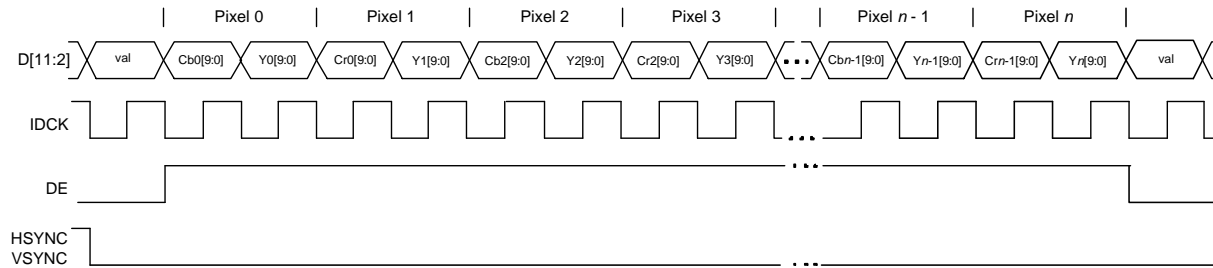 Pixel 0 Pixel 1 Pixel 2 Pixel 3 Pixel n - 1 Pixel n
D[11:2] val Cb0[9:0] Y0[9:0] Cr0[9:0] Y1[9:0] Cb2[9:0] Y2[9:0] Cr2[9:0] Y3[9:0] Cbn-1[9:0] Yn-1[9:0] Crn-1[9:0] Yn[9:0] val
IDCK
DE
HSYNC
VSYNC